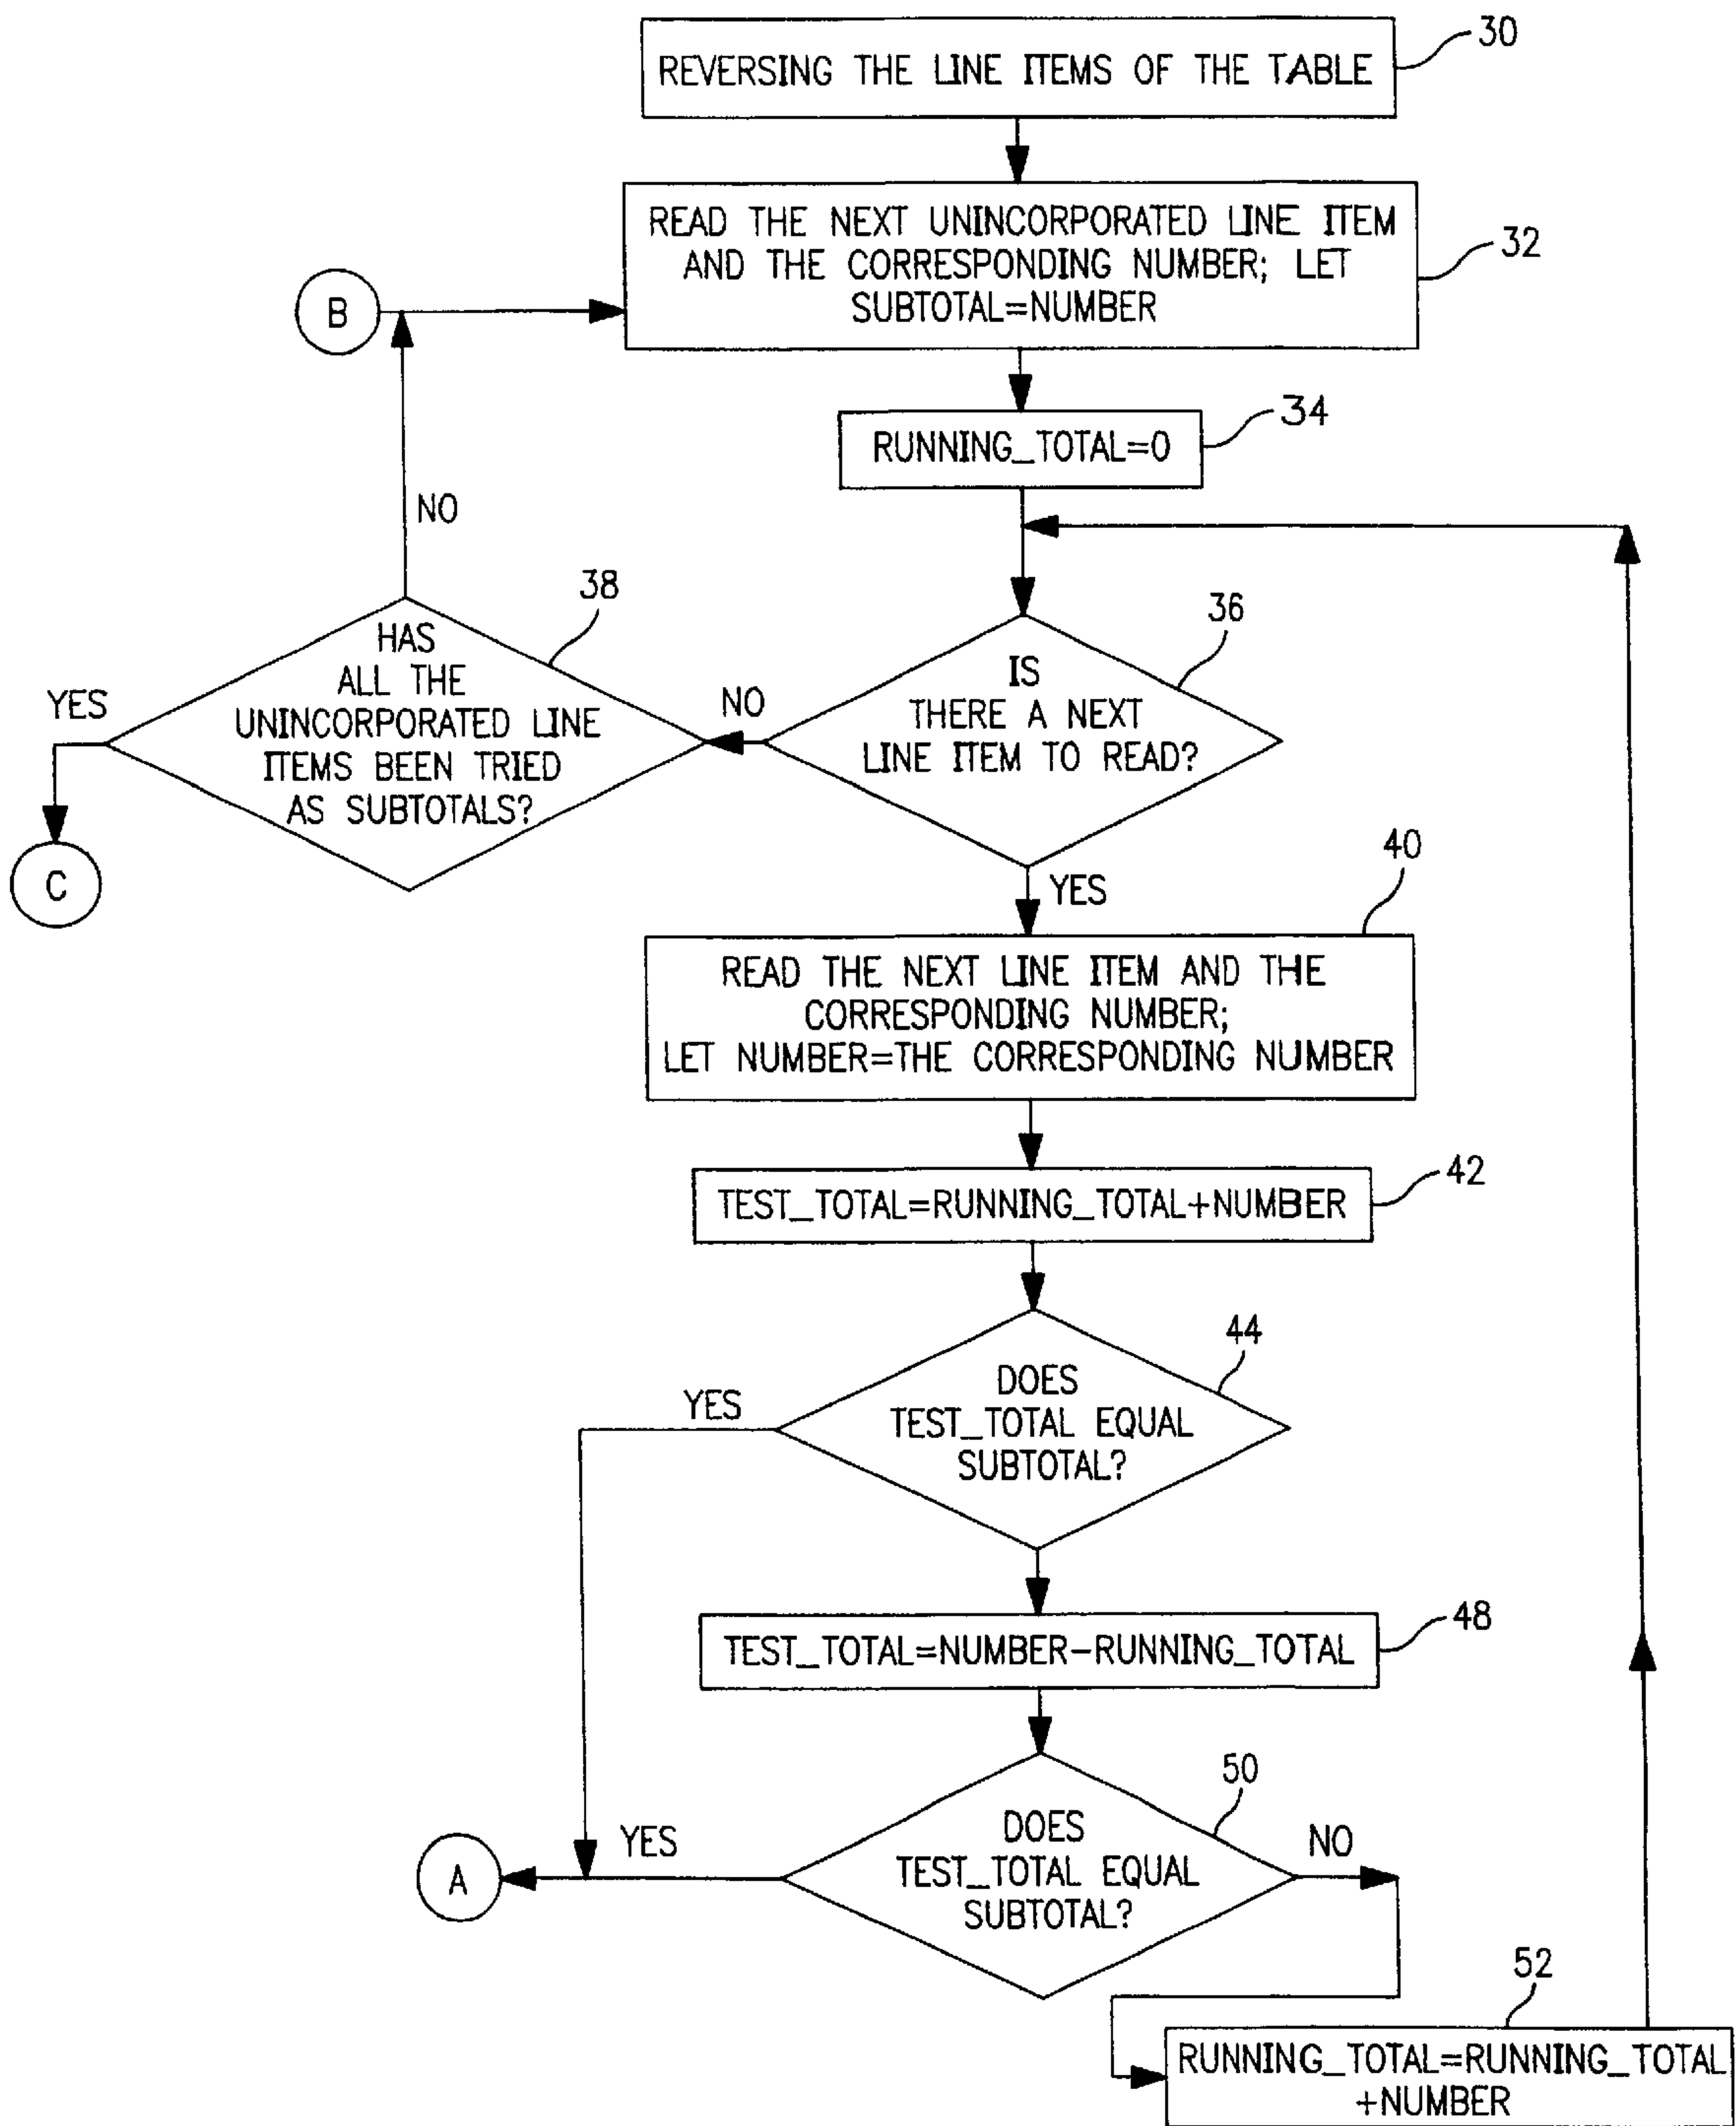 30
REVERSING THE LINE ITEMS OF THE TABLE
READ THE NEXT UNINCORPORATED LINE ITEM
AND THE CORRESPONDING NUMBER; LET
SUBTOTAL=NUMBER
32
B
34
RUNNING_TOTAL=0
NO
38
HAS
ALL THE
UNINCORPORATED LINE
ITEMS BEEN TRIED
AS SUBTOTALS?
YES
C
NO
36
IS
THERE A NEXT
LINE ITEM TO READ?
YES
40
READ THE NEXT LINE ITEM AND THE
CORRESPONDING NUMBER;
LET NUMBER=THE CORRESPONDING NUMBER
42
TEST_TOTAL=RUNNING_TOTAL+NUMBER
44
DOES
TEST_TOTAL EQUAL
SUBTOTAL?
YES
48
TEST_TOTAL=NUMBER-RUNNING_TOTAL
50
DOES
TEST_TOTAL EQUAL
SUBTOTAL?
YES
A
NO
52
RUNNING_TOTAL=RUNNING_TOTAL
+NUMBER